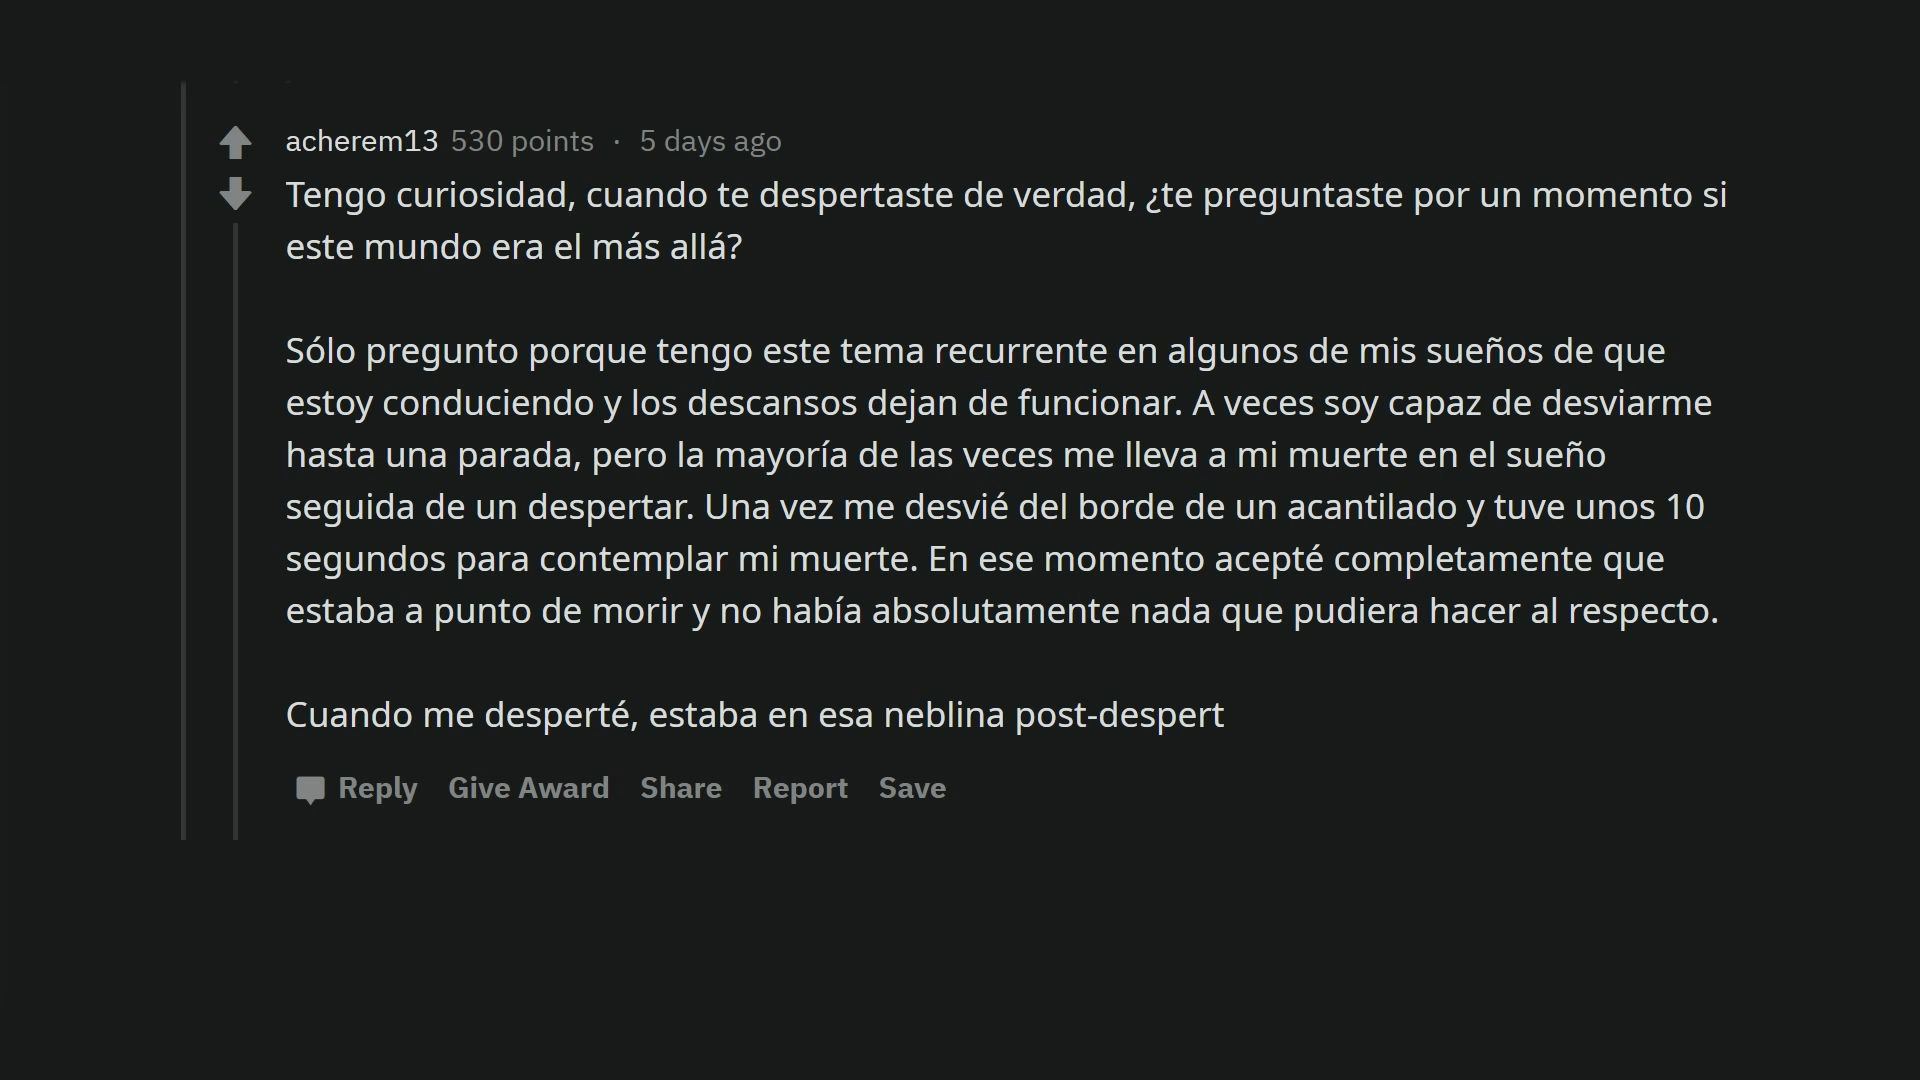 acherem13 530 points · 5 days ago
Tengo curiosidad, cuando te despertaste de verdad, ¿te preguntaste por un momento si
este mundo era el más allá?
Sólo pregunto porque tengo este tema recurrente en algunos de mis sueños de que
estoy conduciendo y los descansos dejan de funcionar. A veces soy capaz de desviarme
hasta una parada, pero la mayoría de las veces me lleva a mi muerte en el sueño
seguida de un despertar. Una vez me desvié del borde de un acantilado y tuve unos 10
segundos para contemplar mi muerte. En ese momento acepté completamente que
estaba a punto de morir y no había absolutamente nada que pudiera hacer al respecto.
Cuando me desperté, estaba en esa neblina post-despert
Reply Give Award Share Report Save